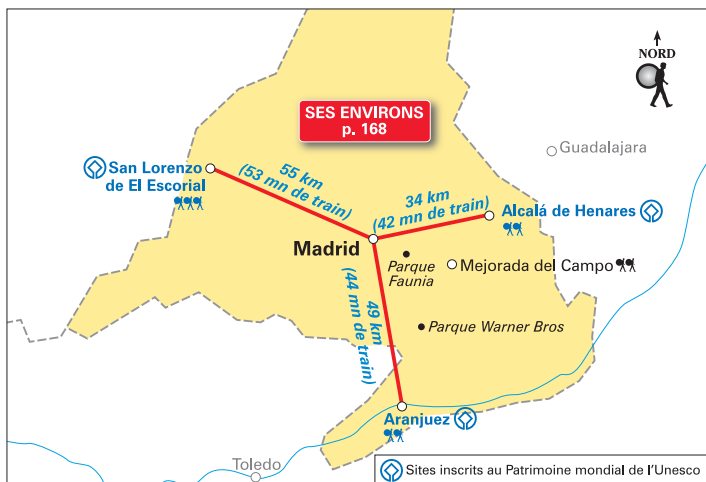 NORD
SES ENVIRONS
p. 168
Guadalajara
San Lorenzo
de El Escorial
55 km
(53 mn de train)
34 km
(42 mn de train)
Alcalá de Henares
Madrid
Parque
Faunia
Mejorada del Campo
49 km
(44 mn de train)
Parque Warner Bros
Aranjuez
Toledo
Sites inscrits au Patrimoine mondial de l'Unesco